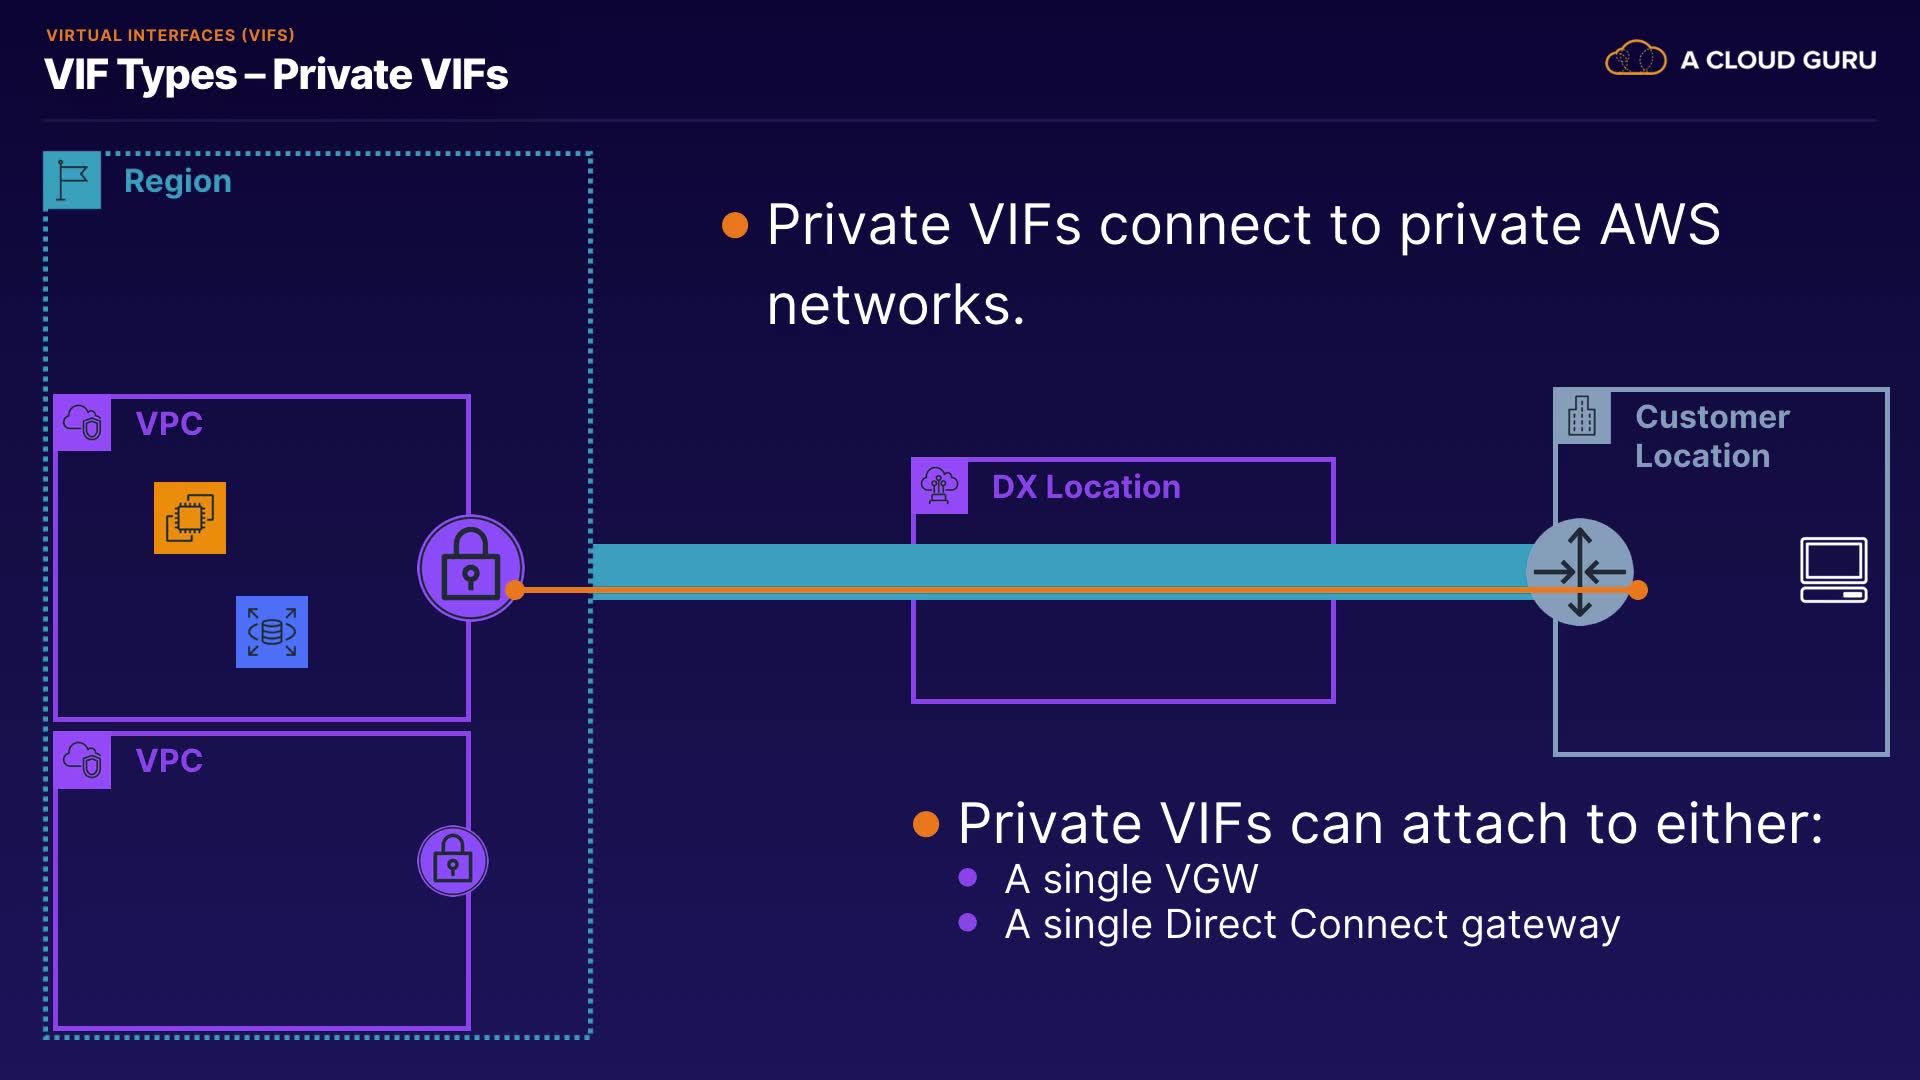 VIRTUAL INTERFACES (VIFS)
VIF Types – Private VIFs
A CLOUD GURU
Region
Private VIFs connect to private AWS
networks.
VPC
DX Location
Customer
Location
VPC
Private VIFs can attach to either:
A single VGW
A single Direct Connect gateway